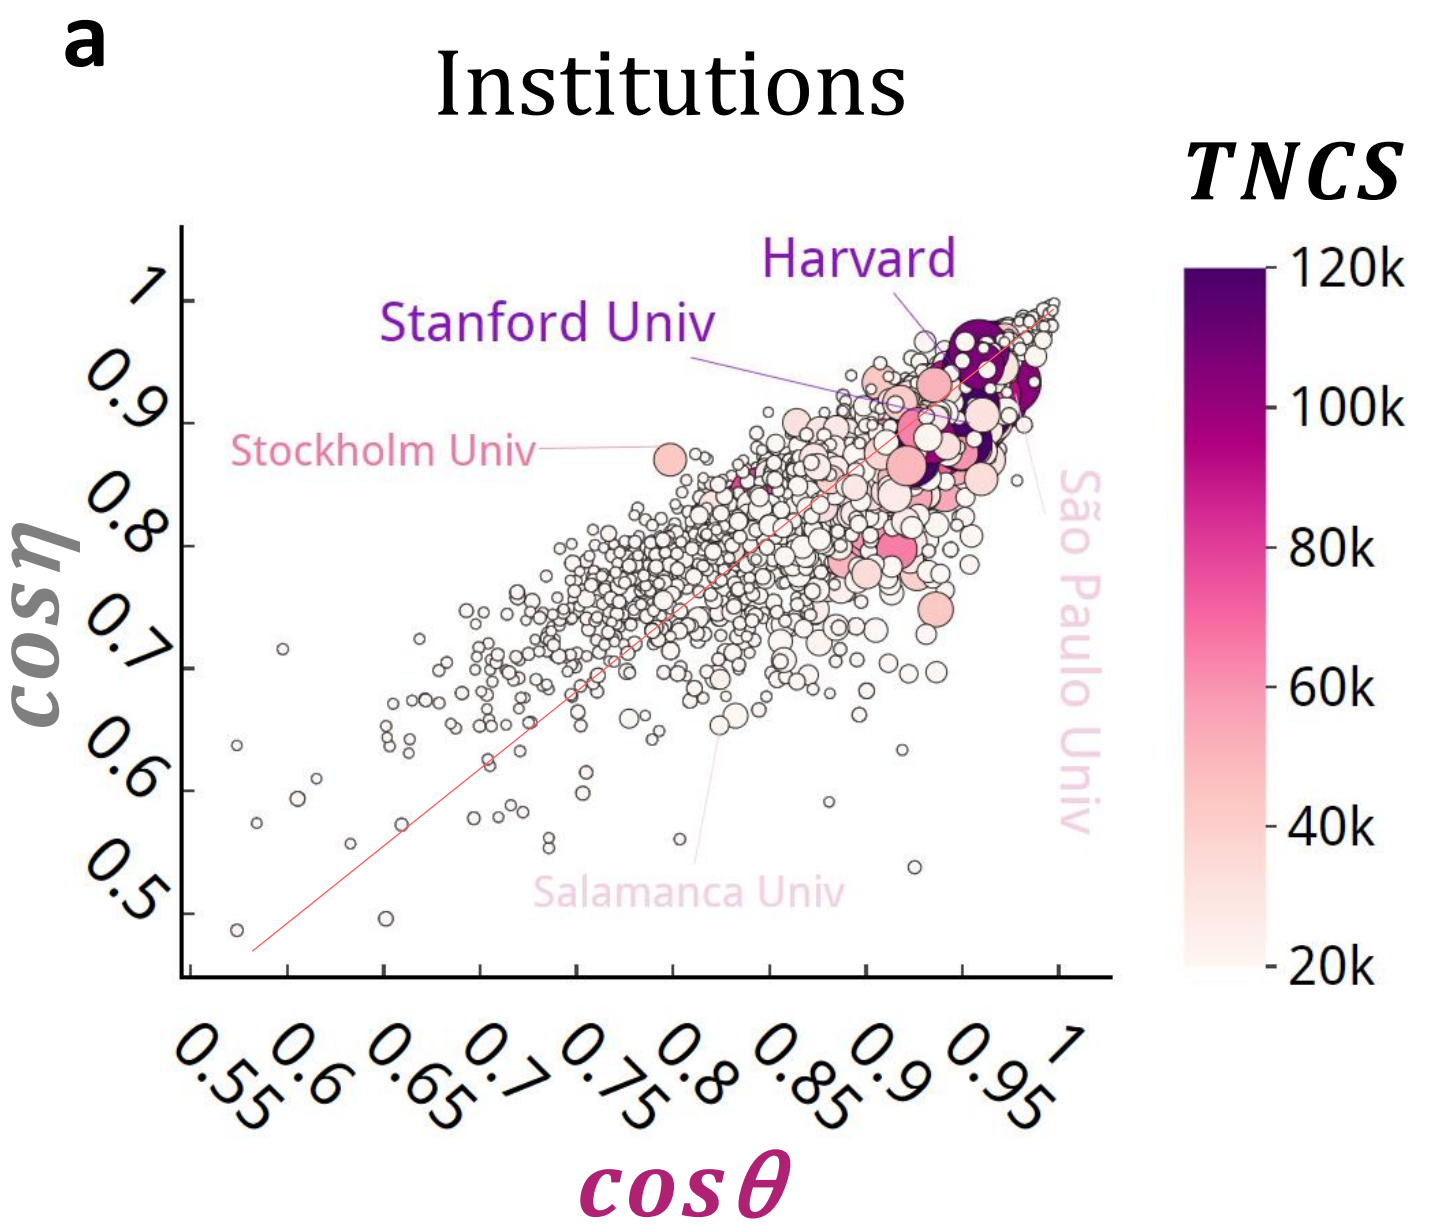 a
Institutions
TNCS
Harvard
Stanford Univ
Stockholm Univ
São Paulo Univ
Salamanca Univ
120k
100k
80k
60k
40k
20k
cosη
1
0.9
0.8
0.7
0.6
0.5
0.55
0.6
0.65
0.7
0.75
0.8
0.85
0.9
0.95
1
cosθ